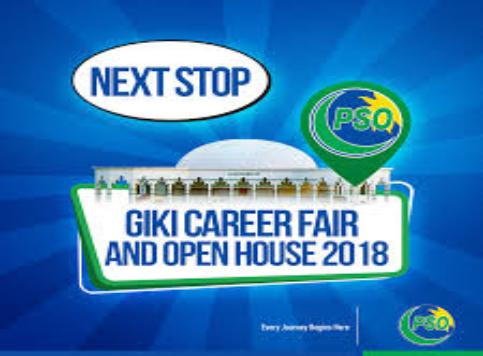 NEXT STOP
PSO
GIKI CAREER FAIR
AND OPEN HOUSE 2018
Every Journey Begins Here
PSO